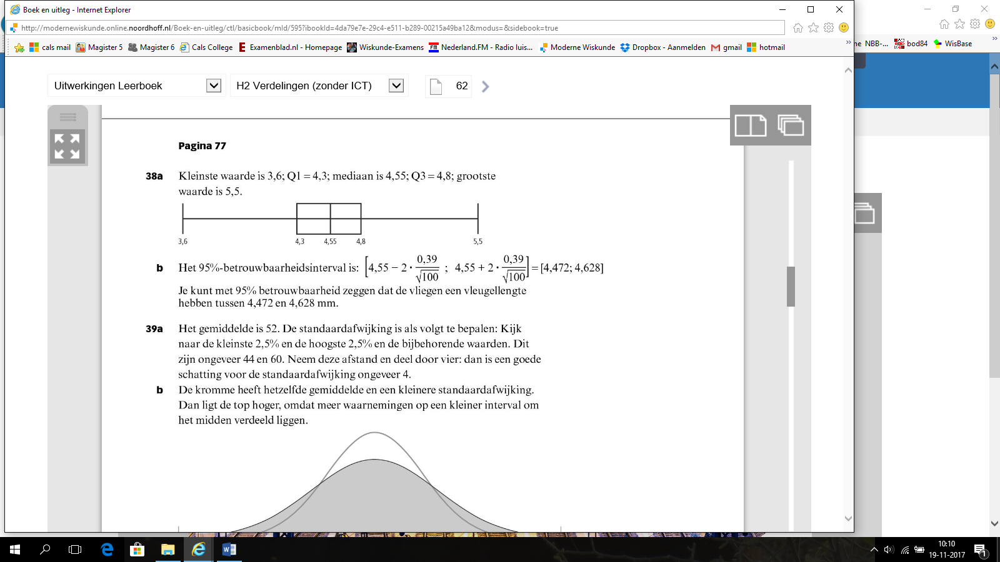 Boek en uitleg - Internet Explorer
http://modernewiskunde.online.noordhoff.nl/Boek-en-uitleg/ctl/basicbook/mId/595?ibookId=4da79e7e-29c4-e511-b289-00215a49ba12&modus=&sidebook=true
cals mail Magister 5 Magister 6 Cals College Examenblad.nl - Homepage Wiskunde-Examens Nederland.FM - Radio luis... Moderne Wiskunde Dropbox - Aanmelden gmail hotmail
ne NBB-... bod84 WisBase
Uitwerkingen Leerboek H2 Verdelingen (zonder ICT) 62
Pagina 77
38a Kleinste waarde is 3,6; Q1 = 4,3; mediaan is 4,55; Q3 = 4,8; grootste
waarde is 5,5.
3,6 4,3 4,55 4,8 5,5
b Het 95%-betrouwbaarheidsinterval is: [4,55 − 2 · 0,39/√100 ; 4,55 + 2 · 0,39/√100] = [4,472; 4,628]
Je kunt met 95% betrouwbaarheid zeggen dat de vliegen een vleugellengte
hebben tussen 4,472 en 4,628 mm.
39a Het gemiddelde is 52. De standaardafwijking is als volgt te bepalen: Kijk
naar de kleinste 2,5% en de hoogste 2,5% en de bijbehorende waarden. Dit
zijn ongeveer 44 en 60. Neem deze afstand en deel door vier: dan is een goede
schatting voor de standaardafwijking ongeveer 4.
b De kromme heeft hetzelfde gemiddelde en een kleinere standaardafwijking.
Dan ligt de top hoger, omdat meer waarnemingen op een kleiner interval om
het midden verdeeld liggen.
10:10
19-11-2017
1